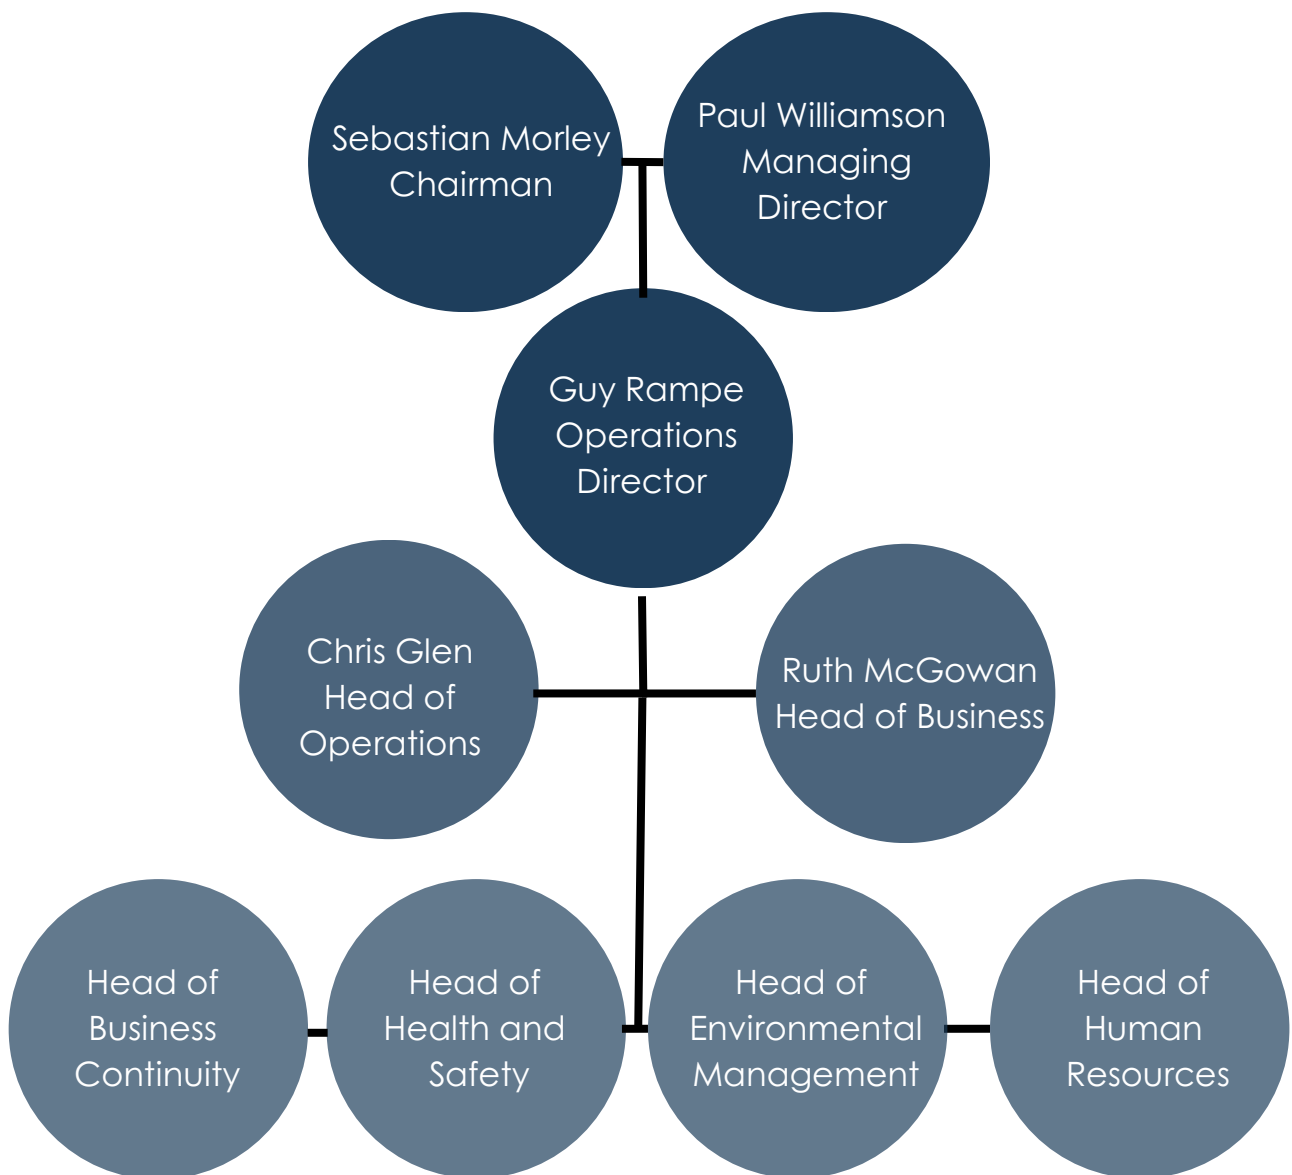 Sebastian Morley
Chairman
Paul Williamson
Managing
Director
Guy Rampe
Operations
Director
Chris Glen
Head of
Operations
Ruth McGowan
Head of Business
Head of
Business
Continuity
Head of
Health and
Safety
Head of
Environmental
Management
Head of
Human
Resources